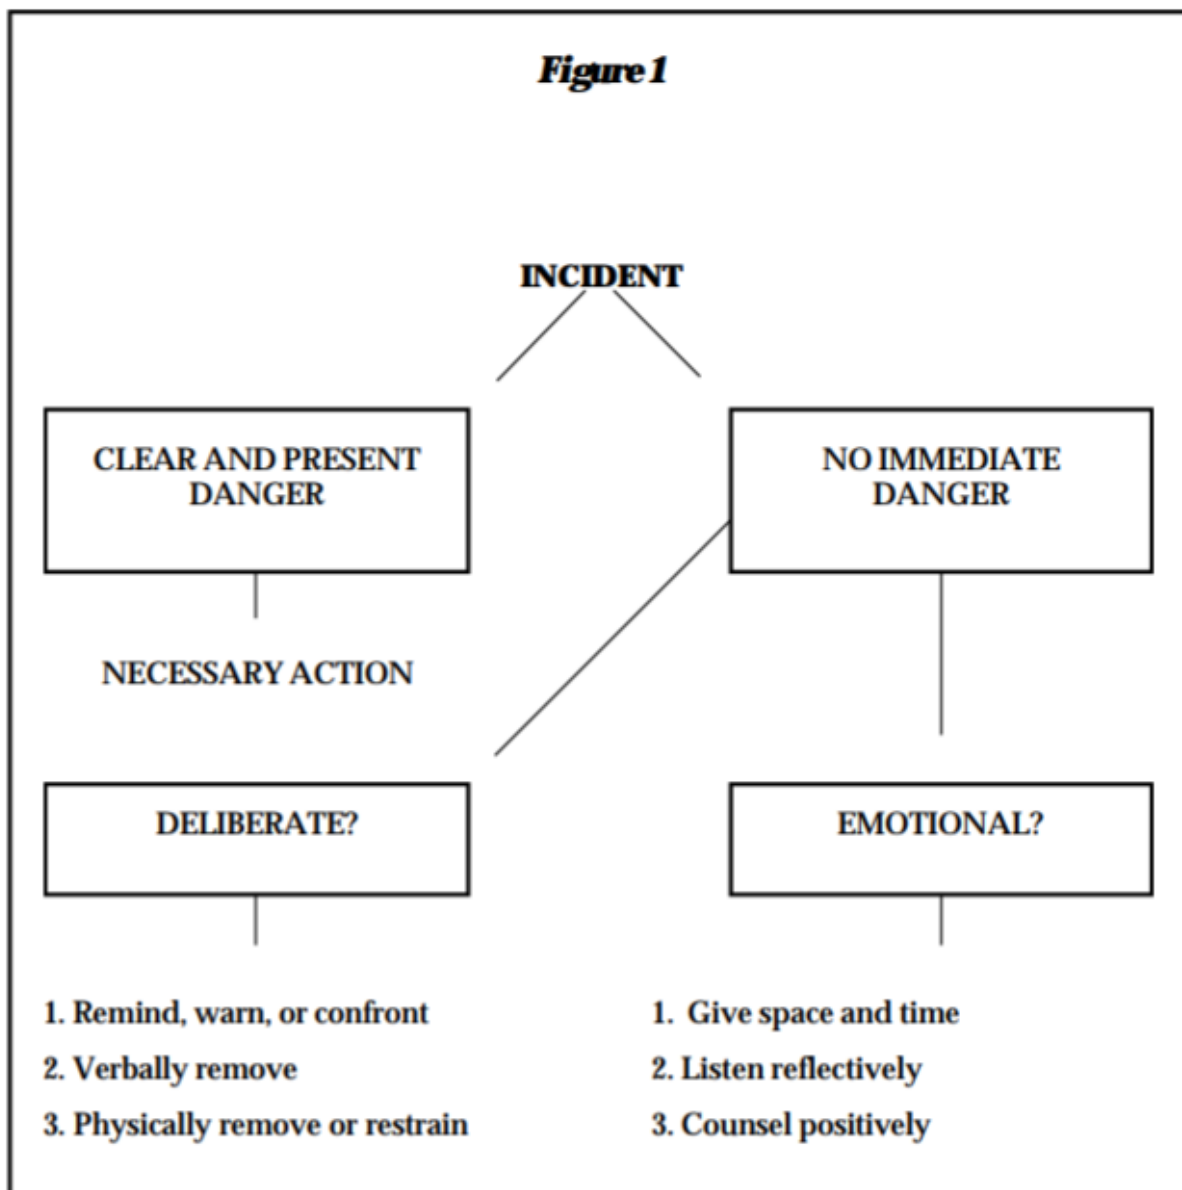 Figure 1
INCIDENT
CLEAR AND PRESENT
DANGER
NO IMMEDIATE
DANGER
NECESSARY ACTION
DELIBERATE?
EMOTIONAL?
1. Remind, warn, or confront
2. Verbally remove
3. Physically remove or restrain
1. Give space and time
2. Listen reflectively
3. Counsel positively